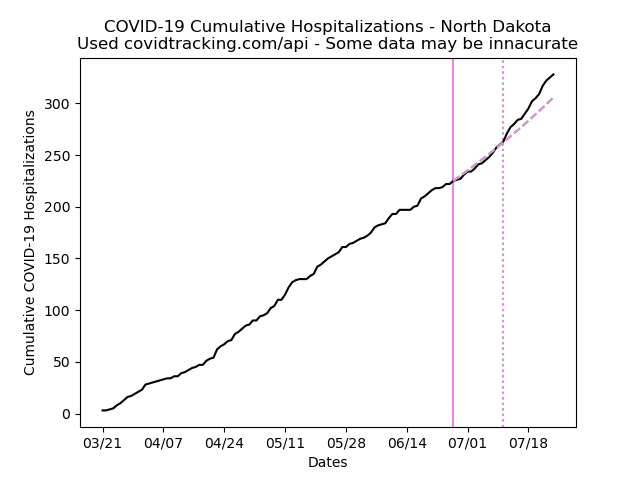 COVID-19 Cumulative Hospitalizations - North Dakota
Used covidtracking.com/api - Some data may be innacurate
Cumulative COVID-19 Hospitalizations
300
250
200
150
100
50
0
03/21 04/07 04/24 05/11 05/28 06/14 07/01 07/18
Dates